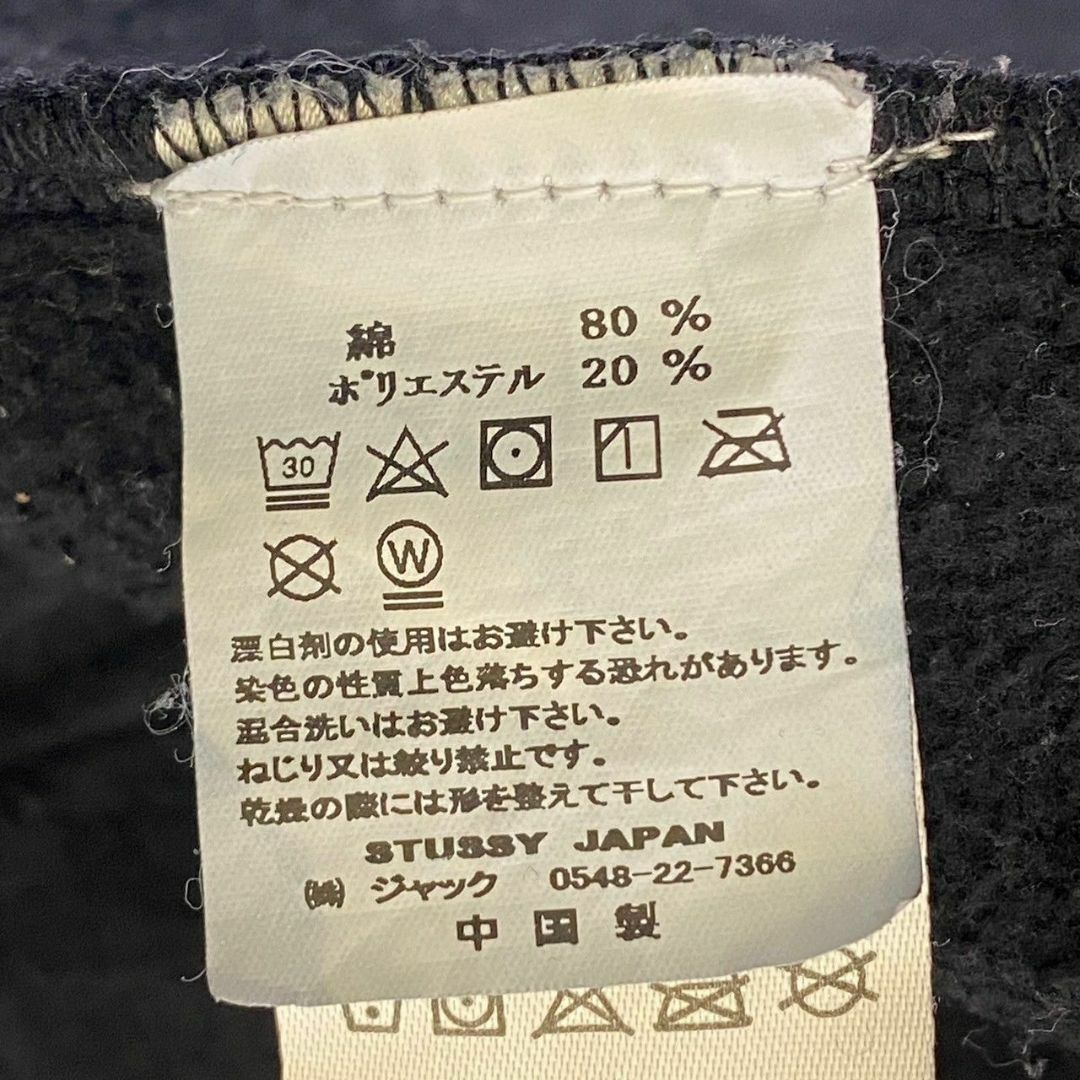 綿 80 %
ポリエステル 20 %
30
W
漂白剤の使用はお避け下さい。
染色の性質上色落ちする恐れがあります。
混合洗いはお避け下さい。
ねじり又は絞り禁止です。
乾燥の際には形を整えて干して下さい。
STUSSY JAPAN
㈱ ジャック 0548-22-7366
中国製